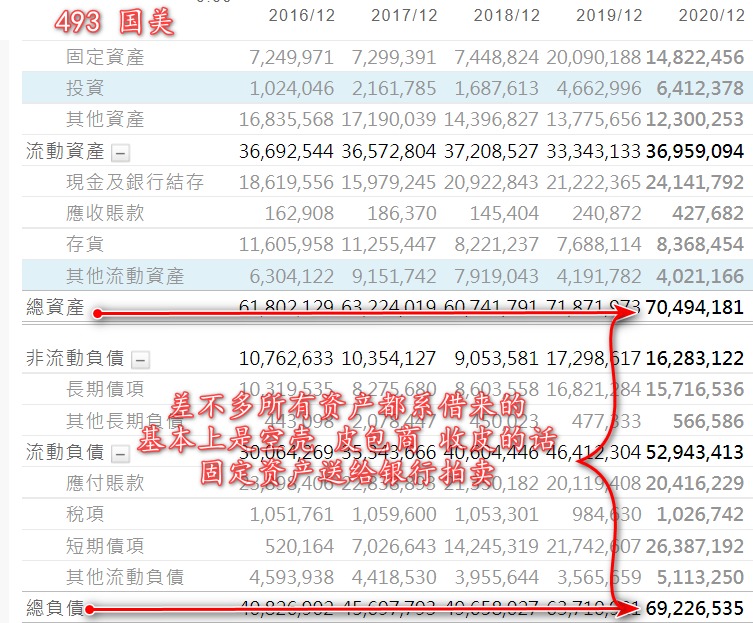 493 国美
2016/12 2017/12 2018/12 2019/12 2020/12
固定資產 7,249,971 7,299,391 7,448,824 20,090,188 14,822,456
投資 1,024,046 2,161,785 1,687,613 4,662,996 6,412,378
其他資產 16,835,568 17,190,039 14,396,827 13,775,656 12,300,253
流動資產 36,692,544 36,572,804 37,208,527 33,343,133 36,959,094
現金及銀行結存 18,619,556 15,979,245 20,922,843 21,222,365 24,141,792
應收賬款 162,908 186,370 145,404 240,872 427,682
存貨 11,605,958 11,255,447 8,221,237 7,688,114 8,368,454
其他流動資產 6,304,122 9,151,742 7,919,043 4,191,782 4,021,166
總資產 61,802,129 63,224,019 60,741,791 71,871,973 70,494,181
非流動負債 10,762,633 10,354,127 9,053,581 17,298,617 16,283,122
長期債項 10,319,535 8,275,680 8,603,558 16,821,284 15,716,536
差不多所有资产都系借来的
其他長期負債 477,333 566,586
基本上是空壳 皮包商 收皮的话
流動負債 30,064,269 35,343,666 40,604,446 46,412,304 52,943,413
固定资产送给银行拍卖
應付賬款 20,119,408 20,416,229
稅項 1,051,761 1,059,600 1,053,301 984,630 1,026,742
短期債項 520,164 7,026,643 14,245,319 21,742,607 26,387,192
其他流動負債 4,593,938 4,418,530 3,955,644 3,565,659 5,113,250
總負債 40,826,902 45,697,793 49,658,027 69,226,535